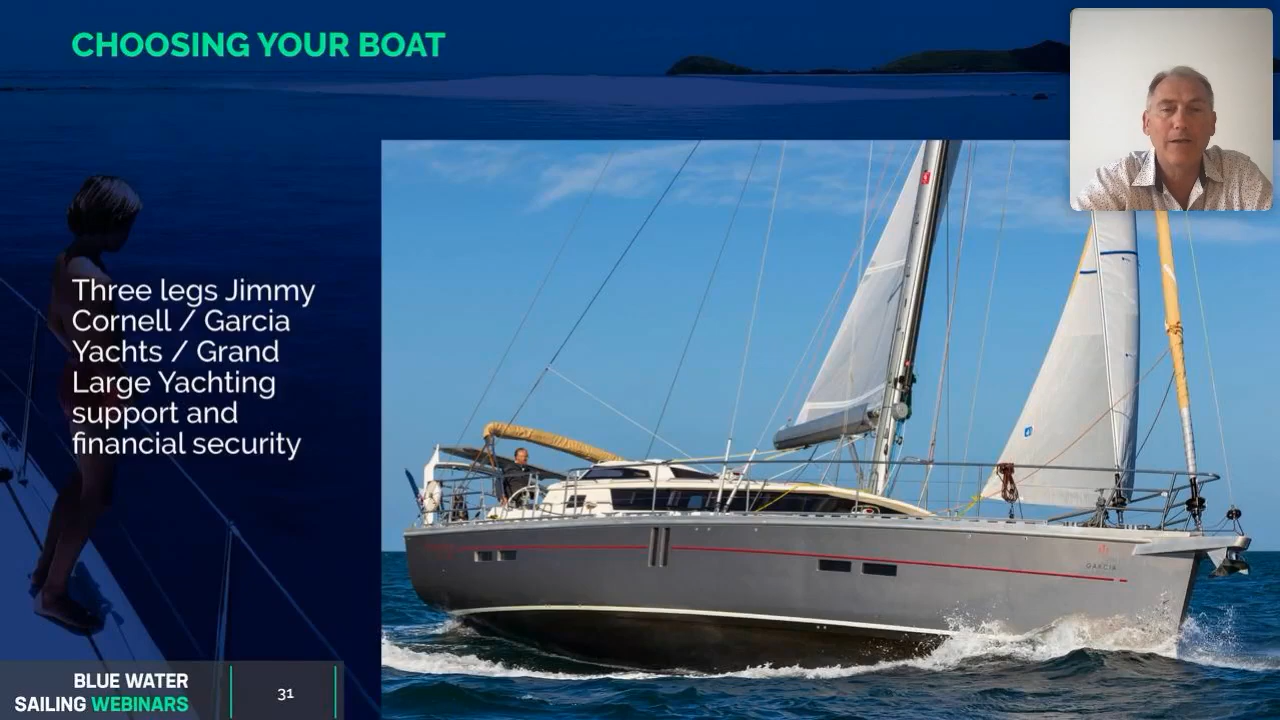 CHOOSING YOUR BOAT
Three legs Jimmy
Cornell / Garcia
Yachts / Grand
Large Yachting
support and
financial security
GARCIA
BLUE WATER
SAILING WEBINARS
31